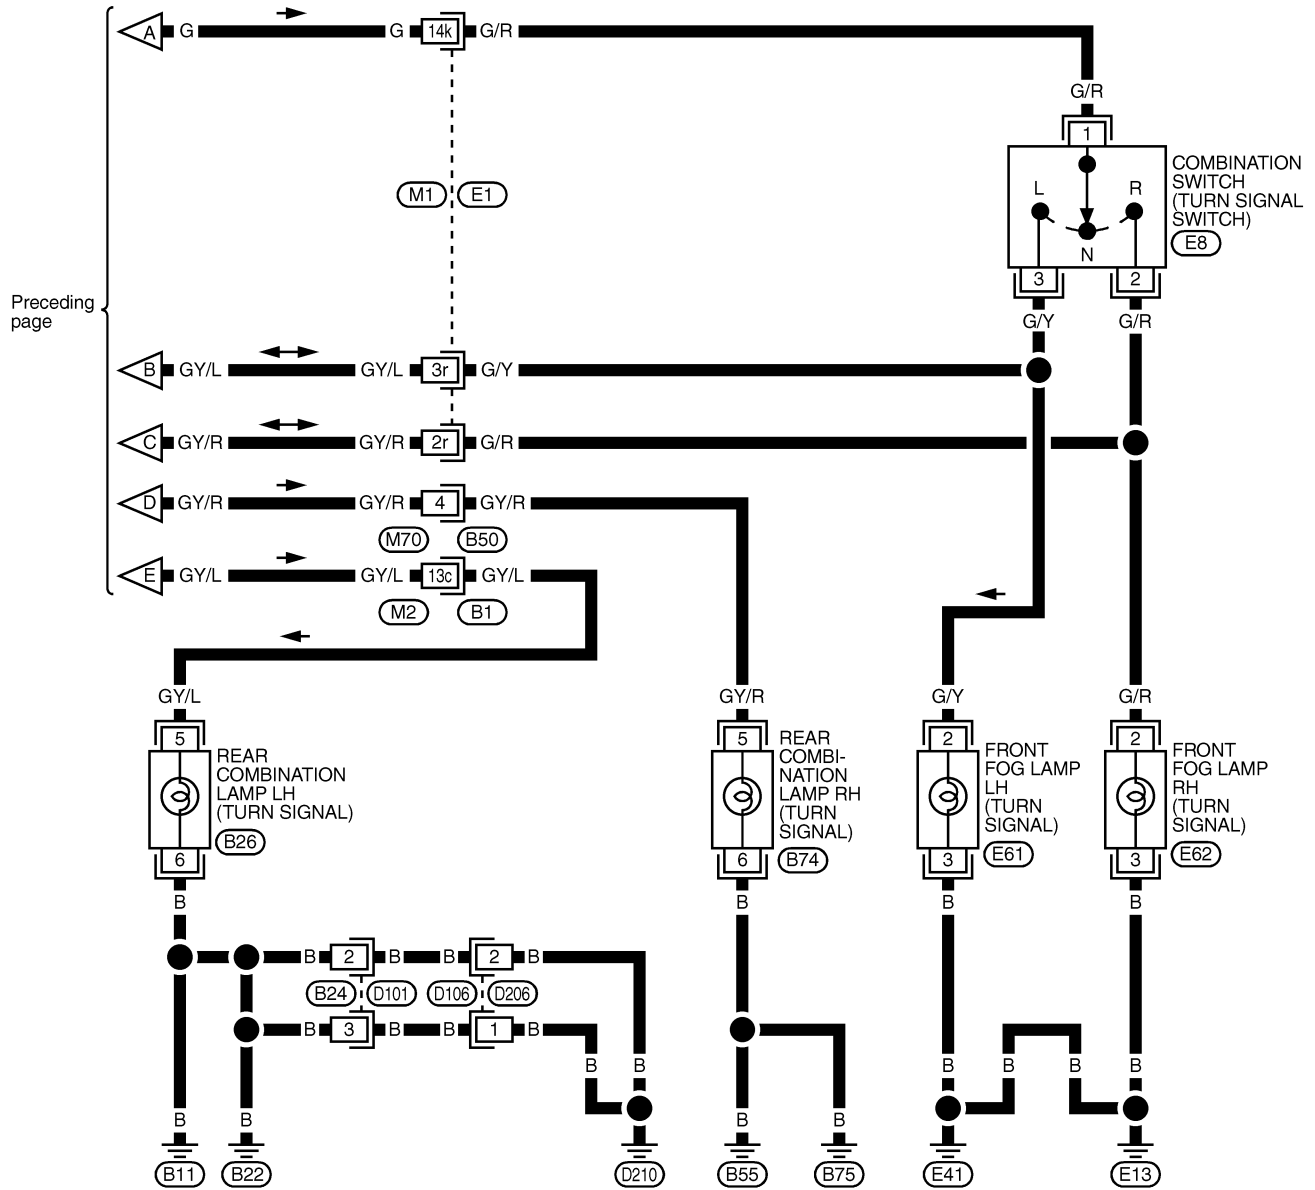 A G G 14k G/R
G/R
1
COMBINATION
SWITCH
(TURN SIGNAL
SWITCH)
E8
L R
N
M1 E1
3 2
G/Y G/R
Preceding
page
B GY/L GY/L 3r G/Y
C GY/R GY/R 2r G/R
D GY/R GY/R 4 GY/R
M70 B50
E GY/L GY/L 13c GY/L
M2 B1
GY/L GY/R G/Y G/R
5 5 2 2
REAR
COMBINATION
LAMP LH
(TURN SIGNAL)
B26
REAR
COMBI-
NATION
LAMP RH
(TURN
SIGNAL)
B74
FRONT
FOG LAMP
LH
(TURN
SIGNAL)
E61
FRONT
FOG LAMP
RH
(TURN
SIGNAL)
E62
6 6 3 3
B B B B
B 2 B B 2 B
B24 D101 D106 D206
B 3 B B 1 B
B B B B B B
B B B B
B11 B22 D210 B55 B75 E41 E13